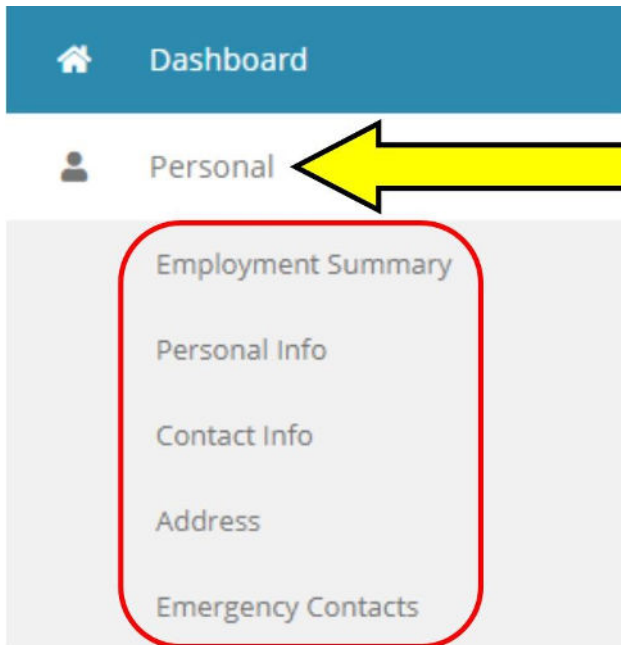 Dashboard
Personal
Employment Summary
Personal Info
Contact Info
Address
Emergency Contacts